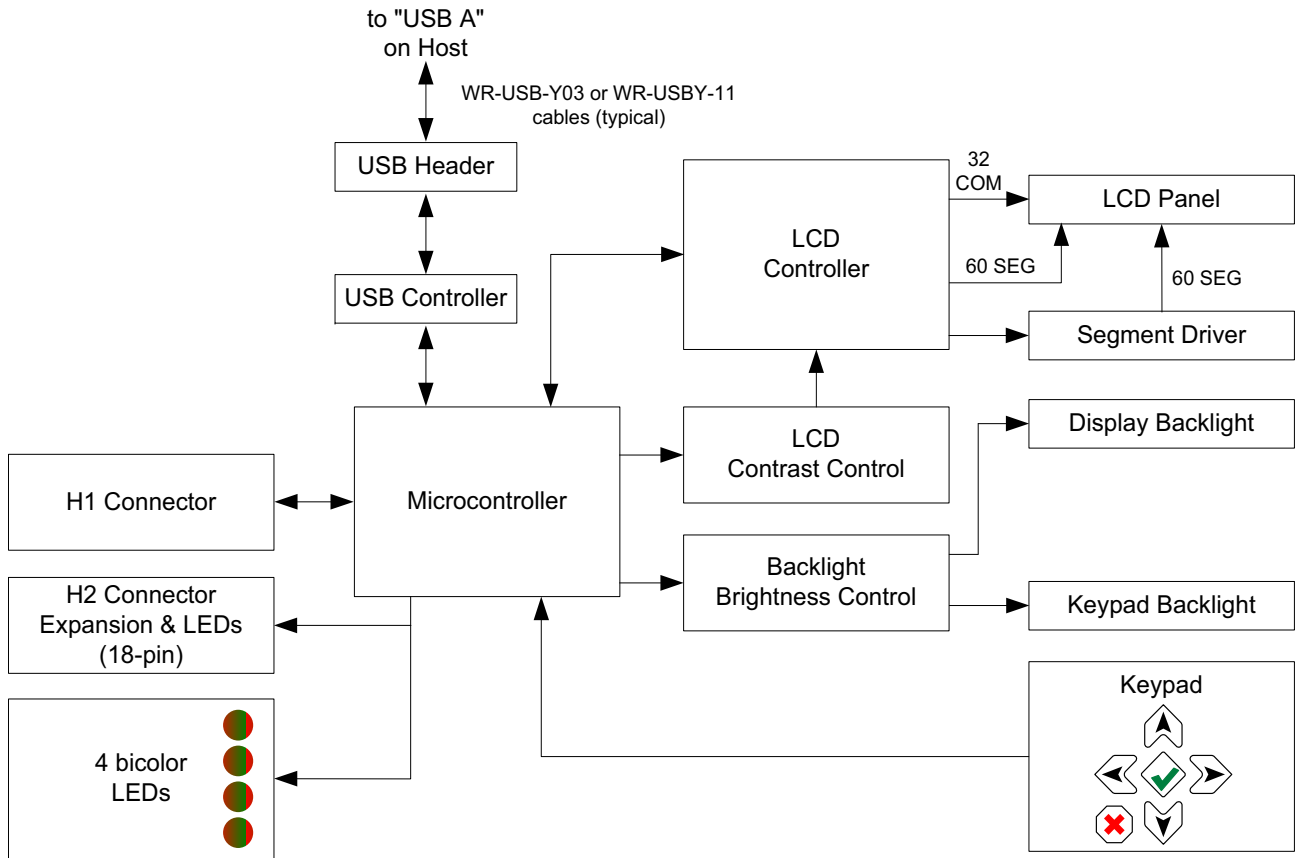 to "USB A"
on Host
WR-USB-Y03 or WR-USBY-11
cables (typical)
USB Header
USB Controller
LCD
Controller
32
COM
60 SEG
LCD Panel
60 SEG
Segment Driver
Microcontroller
LCD
Contrast Control
Display Backlight
H1 Connector
Backlight
Brightness Control
Keypad Backlight
H2 Connector
Expansion & LEDs
(18-pin)
4 bicolor
LEDs
Keypad